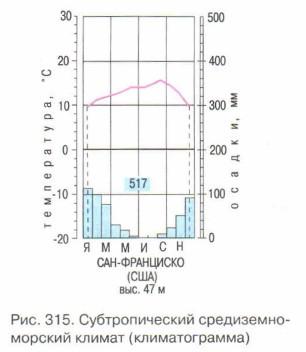 температура, °C
30
20
10
0
-10
-20
517
500
400
300
200
100
0
осадки, мм
Я М М И С Н
САН-ФРАНЦИСКО
(США)
выс. 47 м
Рис. 315. Субтропический средиземно-
морской климат (климатограмма)